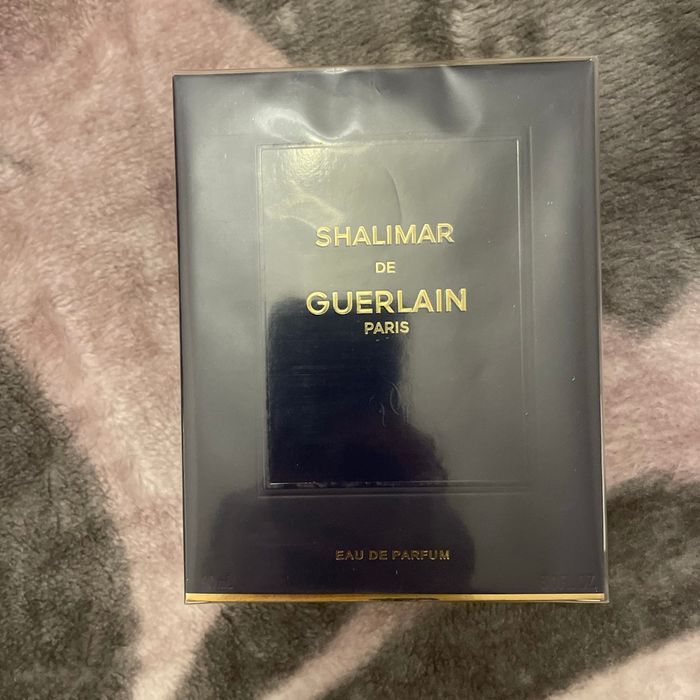 SHALIMAR
DE
GUERLAIN
PARIS
EAU DE PARFUM